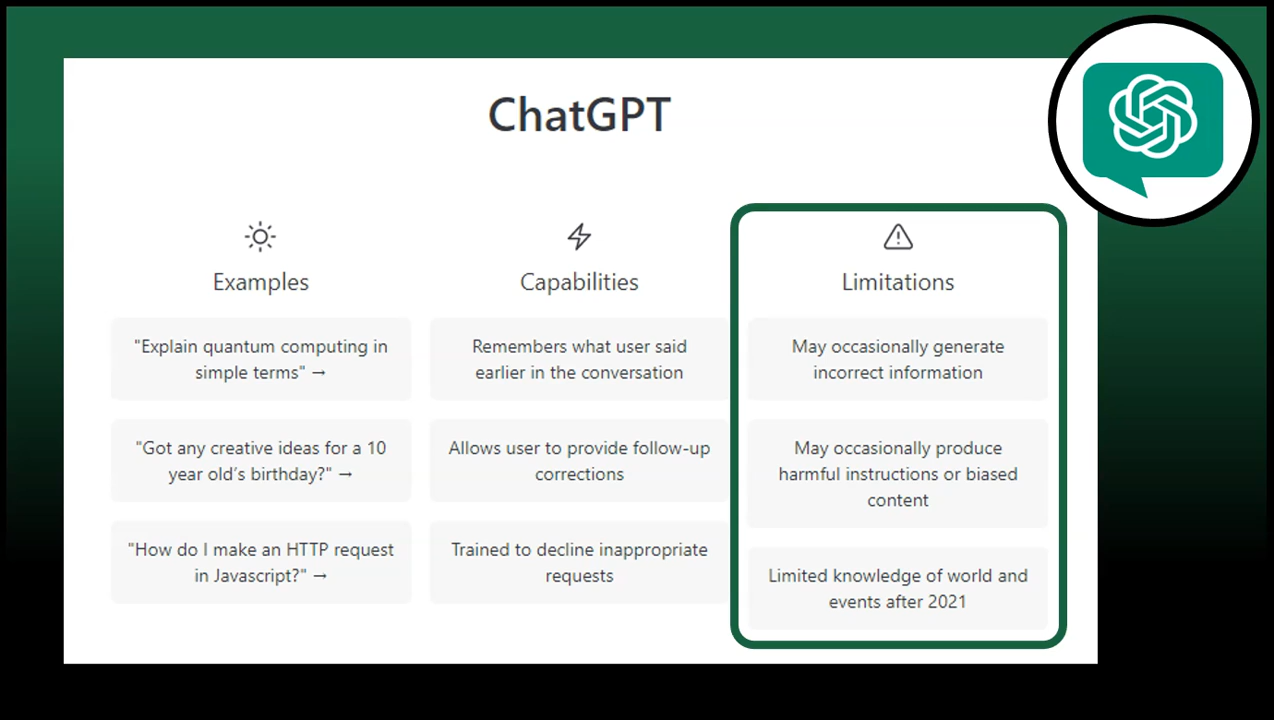 ChatGPT
Examples
"Explain quantum computing in
simple terms" →
"Got any creative ideas for a 10
year old's birthday?" →
"How do I make an HTTP request
in Javascript?" →
Capabilities
Remembers what user said
earlier in the conversation
Allows user to provide follow-up
corrections
Trained to decline inappropriate
requests
Limitations
May occasionally generate
incorrect information
May occasionally produce
harmful instructions or biased
content
Limited knowledge of world and
events after 2021